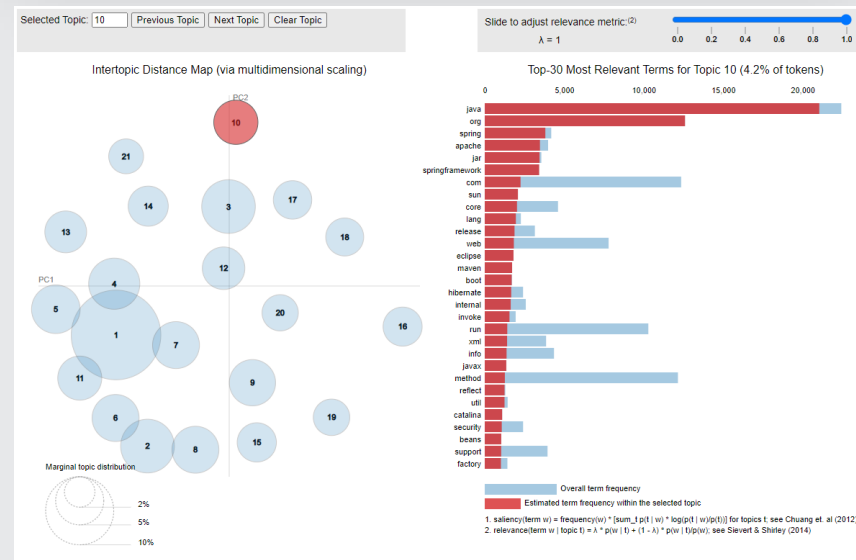 Selected Topic: 10 Previous Topic Next Topic Clear Topic
Slide to adjust relevance metric:(2)
λ = 1
0.0 0.2 0.4 0.6 0.8 1.0
Intertopic Distance Map (via multidimensional scaling)
PC2
10
21
14
3
17
13
18
12
PC1
4
5
20
1
16
7
11
9
6
19
2
8
15
Marginal topic distribution
2%
5%
10%
Top-30 Most Relevant Terms for Topic 10 (4.2% of tokens)
0 5,000 10,000 15,000 20,000
java
org
spring
apache
jar
springframework
com
sun
core
lang
release
web
eclipse
maven
boot
hibernate
internal
invoke
run
xml
info
javax
method
reflect
util
catalina
security
beans
support
factory
Overall term frequency
Estimated term frequency within the selected topic
1. saliency(term w) = frequency(w) * [sum_t p(t | w) * log(p(t | w)/p(t))] for topics t; see Chuang et. al (2012)
2. relevance(term w | topic t) = λ * p(w | t) + (1 - λ) * p(w | t)/p(w); see Sievert & Shirley (2014)